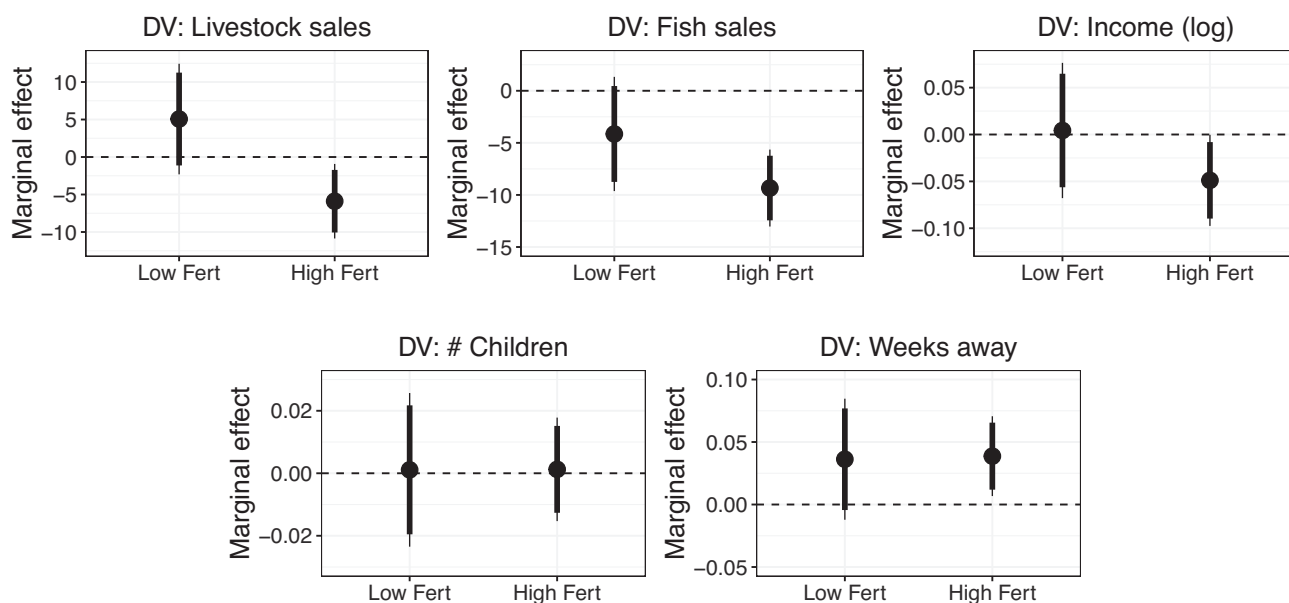 DV: Livestock sales
Marginal effect
10
5
0
−5
−10
Low Fert High Fert
DV: Fish sales
Marginal effect
0
−5
−10
−15
Low Fert High Fert
DV: Income (log)
Marginal effect
0.05
0.00
−0.05
−0.10
Low Fert High Fert
DV: # Children
Marginal effect
0.02
0.00
−0.02
Low Fert High Fert
DV: Weeks away
Marginal effect
0.10
0.05
0.00
−0.05
Low Fert High Fert